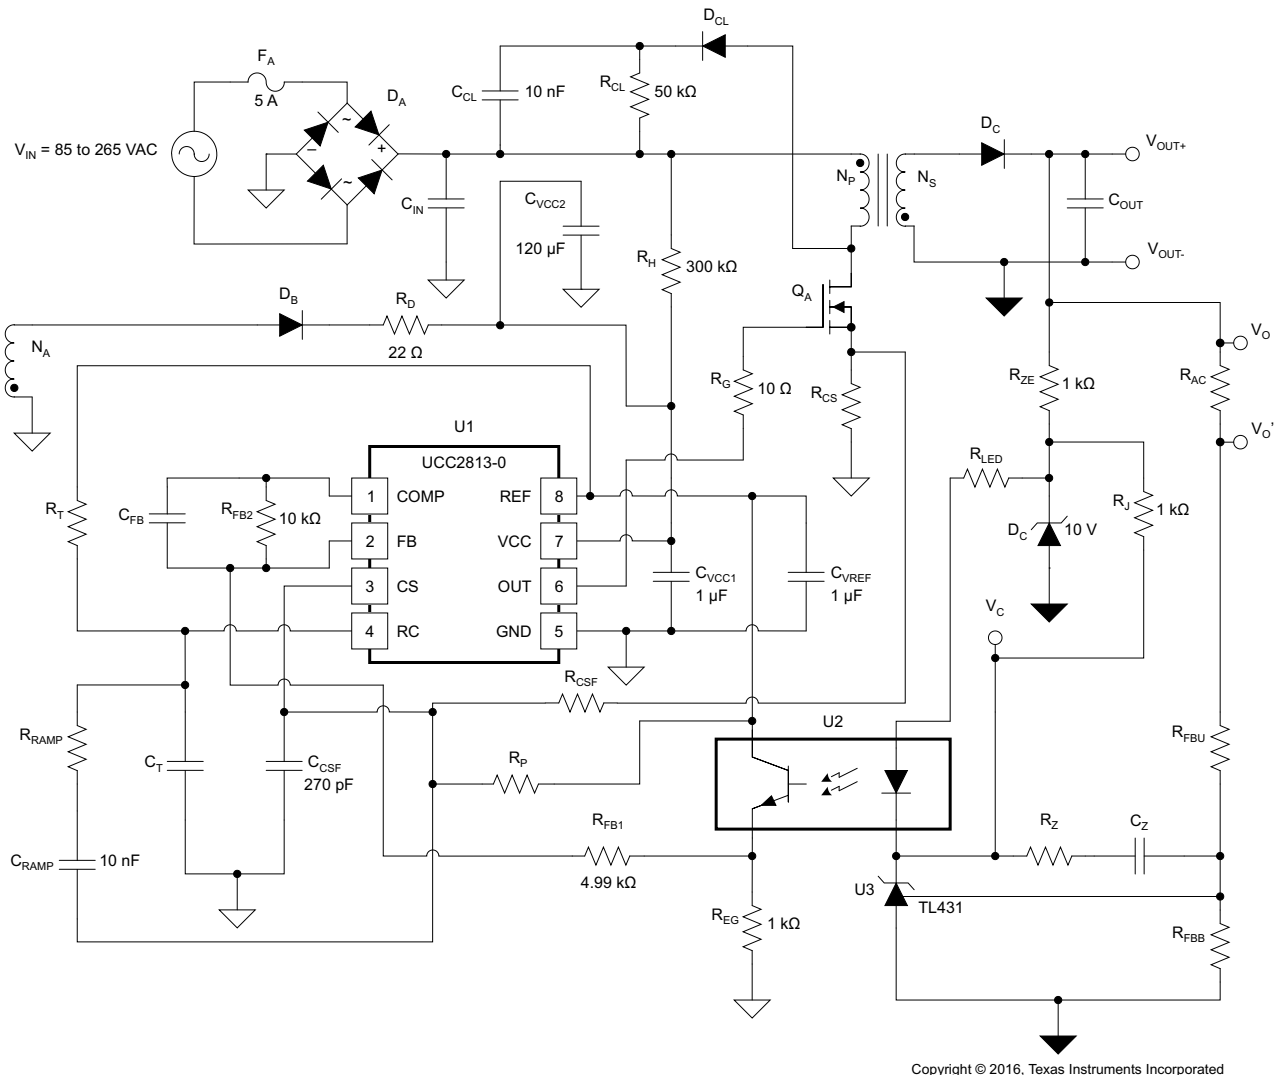 D_CL
F_A
5 A
D_A
C_CL
10 nF
R_CL
50 kΩ
V_IN = 85 to 265 VAC
~
~
–
+
D_C
V_OUT+
N_P
N_S
C_IN
C_VCC2
120 µF
C_OUT
R_H
300 kΩ
V_OUT-
Q_A
D_B
R_D
22 Ω
N_A
V_O
R_G
10 Ω
R_CS
R_ZE
1 kΩ
R_AC
V_O'
U1
UCC2813-0
R_LED
R_T
C_FB
R_FB2
10 kΩ
1
COMP
REF
8
R_J
1 kΩ
D_C
10 V
2
FB
VCC
7
3
CS
OUT
6
C_VCC1
1 µF
C_VREF
1 µF
4
RC
GND
5
V_C
R_CSF
U2
R_RAMP
C_T
C_CSF
270 pF
R_P
R_FBU
R_FB1
4.99 kΩ
R_Z
C_Z
C_RAMP
10 nF
U3
TL431
R_EG
1 kΩ
R_FBB
Copyright © 2016, Texas Instruments Incorporated